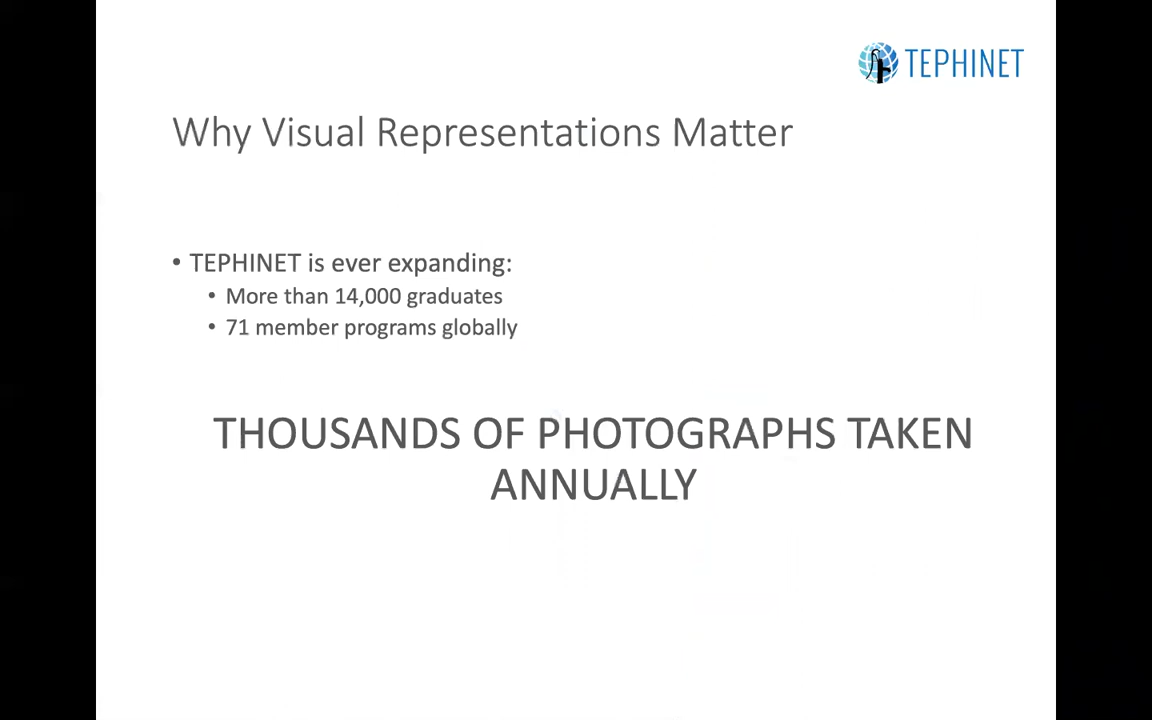 TEPHINET
Why Visual Representations Matter
• TEPHINET is ever expanding:
• More than 14,000 graduates
• 71 member programs globally
THOUSANDS OF PHOTOGRAPHS TAKEN
ANNUALLY